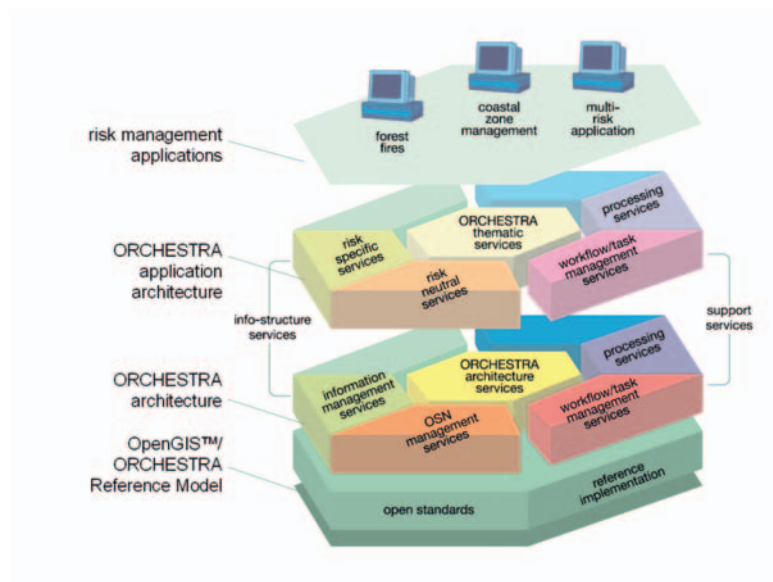 forest
fires
coastal
zone
management
multi-
risk
application
risk management
applications
ORCHESTRA
application
architecture
risk
specific
services
ORCHESTRA
thematic
services
processing
services
risk
neutral
services
workflow/task
management
services
info-structure
services
support
services
ORCHESTRA
architecture
information
management
services
ORCHESTRA
architecture
services
processing
services
OSN
management
services
workflow/task
management
services
OpenGIS™/
ORCHESTRA
Reference Model
open standards
reference
implementation